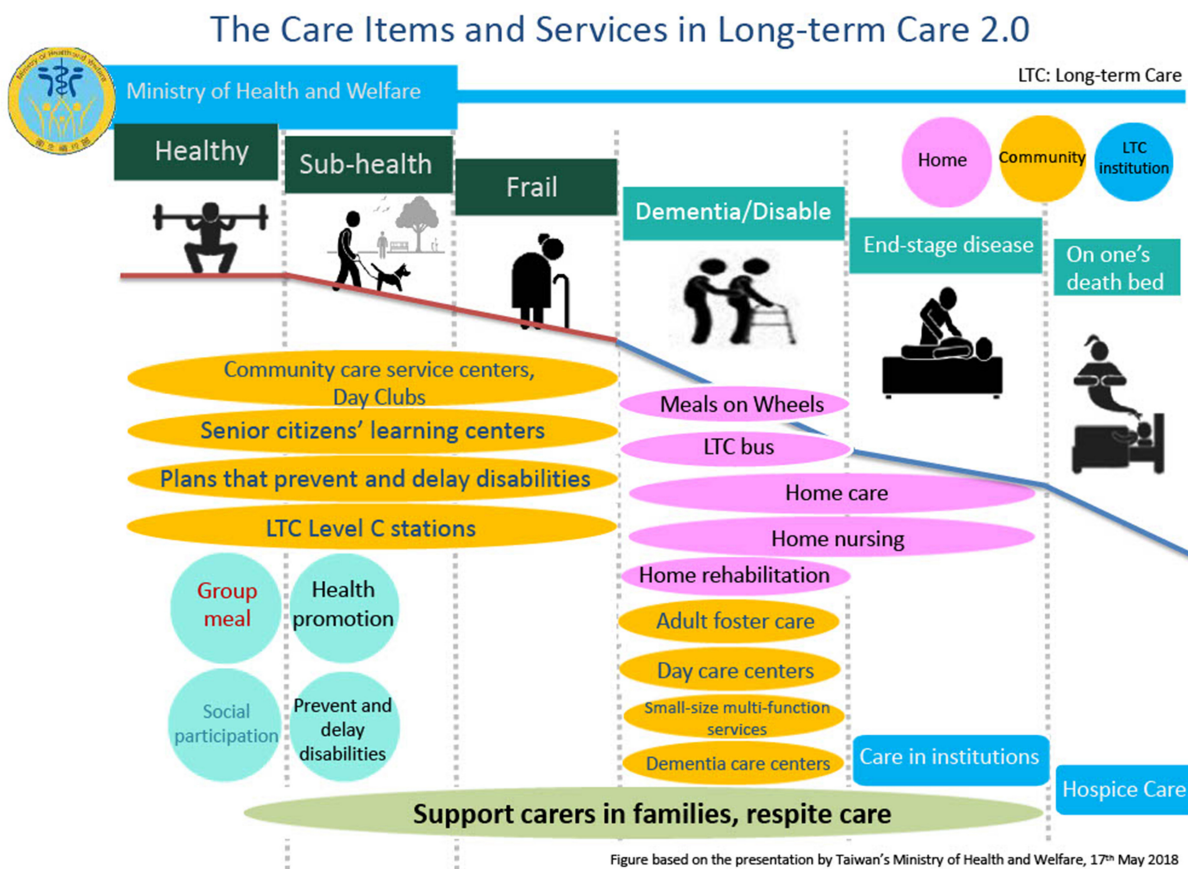 The Care Items and Services in Long-term Care 2.0
Ministry of Health and Welfare
Ministry of Health and Welfare
LTC: Long-term Care
Healthy
Sub-health
Frail
Dementia/Disable
End-stage disease
On one's
death bed
Home
Community
LTC
institution
Community care service centers,
Day Clubs
Senior citizens' learning centers
Plans that prevent and delay disabilities
LTC Level C stations
Group
meal
Health
promotion
Social
participation
Prevent and
delay
disabilities
Meals on Wheels
LTC bus
Home care
Home nursing
Home rehabilitation
Adult foster care
Day care centers
Small-size multi-function
services
Dementia care centers
Care in institutions
Hospice Care
Support carers in families, respite care
Figure based on the presentation by Taiwan's Ministry of Health and Welfare, 17th May 2018